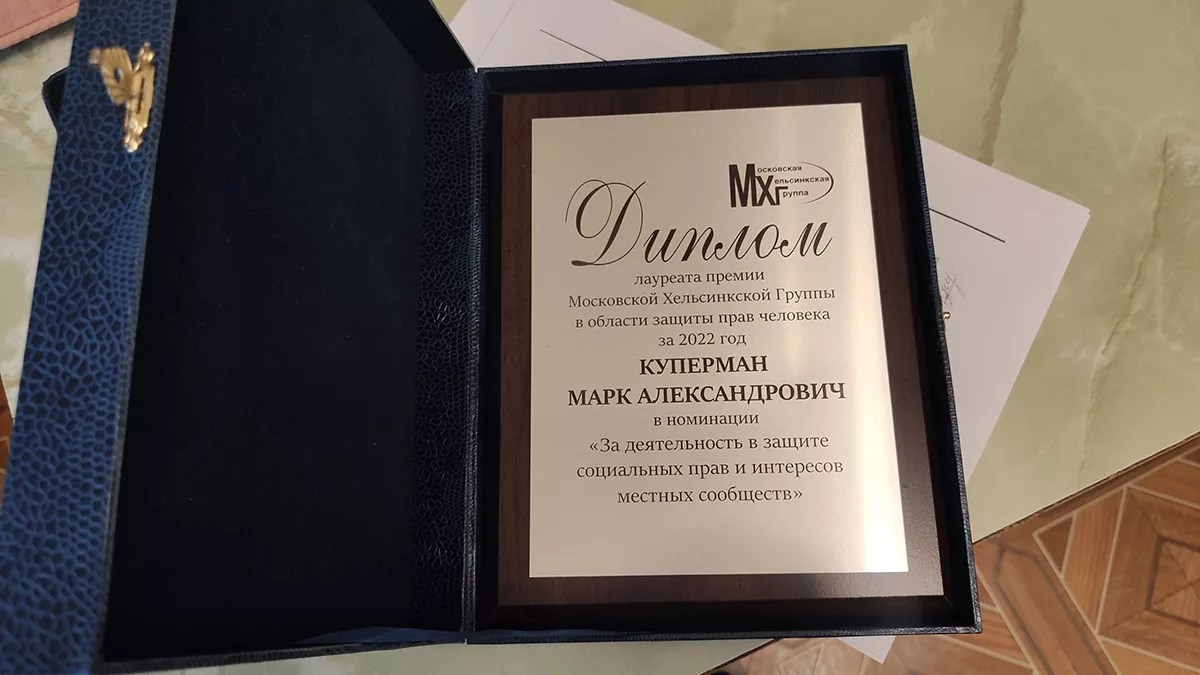 Московская
Хельсинкская
Группа
Диплом
лауреата премии
Московской Хельсинкской Группы
в области защиты прав человека
за 2022 год
КУПЕРМАН
МАРК АЛЕКСАНДРОВИЧ
в номинации
«За деятельность в защите
социальных прав и интересов
местных сообществ»